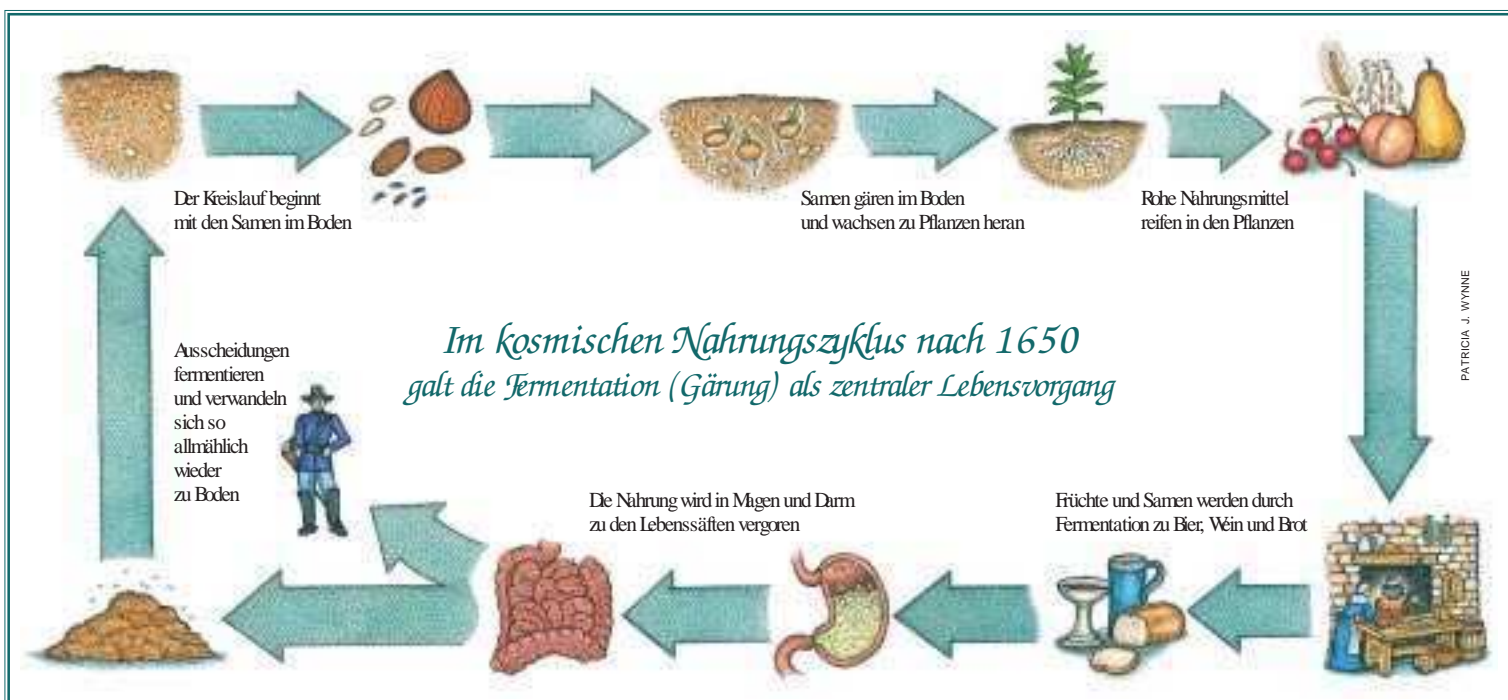 Der Kreislauf beginnt
mit den Samen im Boden
Samen gären im Boden
und wachsen zu Pflanzen heran
Rohe Nahrungsmittel
reifen in den Pflanzen
Im kosmischen Nahrungszyklus nach 1650
galt die Fermentation (Gärung) als zentraler Lebensvorgang
PATRICIA J. WYNNE
Ausscheidungen
fermentieren
und verwandeln
sich so
allmählich
wieder
zu Boden
Die Nahrung wird in Magen und Darm
zu den Lebenssäften vergoren
Früchte und Samen werden durch
Fermentation zu Bier, Wein und Brot